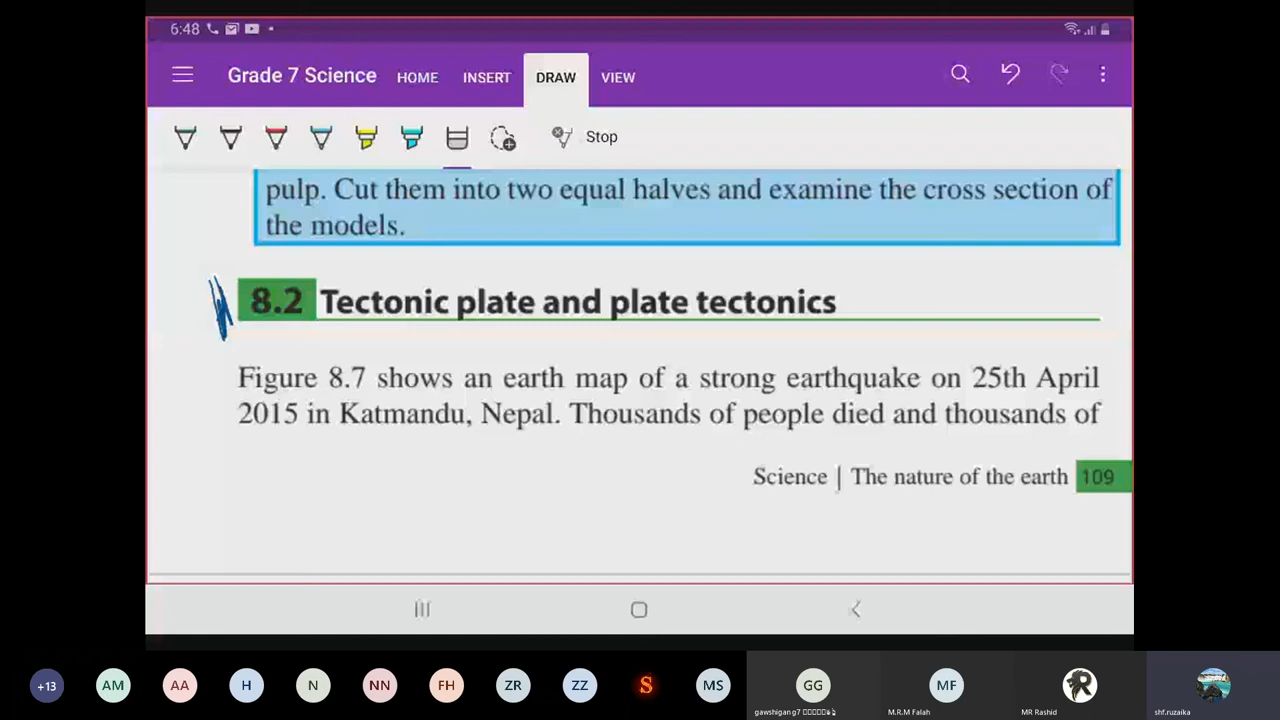 6:48
Grade 7 Science HOME INSERT DRAW VIEW
Stop
pulp. Cut them into two equal halves and examine the cross section of
the models.
8.2 Tectonic plate and plate tectonics
Figure 8.7 shows an earth map of a strong earthquake on 25th April
2015 in Katmandu, Nepal. Thousands of people died and thousands of
Science | The nature of the earth 109
+13 AM AA H N NN FH ZR ZZ S MS GG MF R
gawshigan g7 M.R.M Falah MR Rashid shf.ruzaika